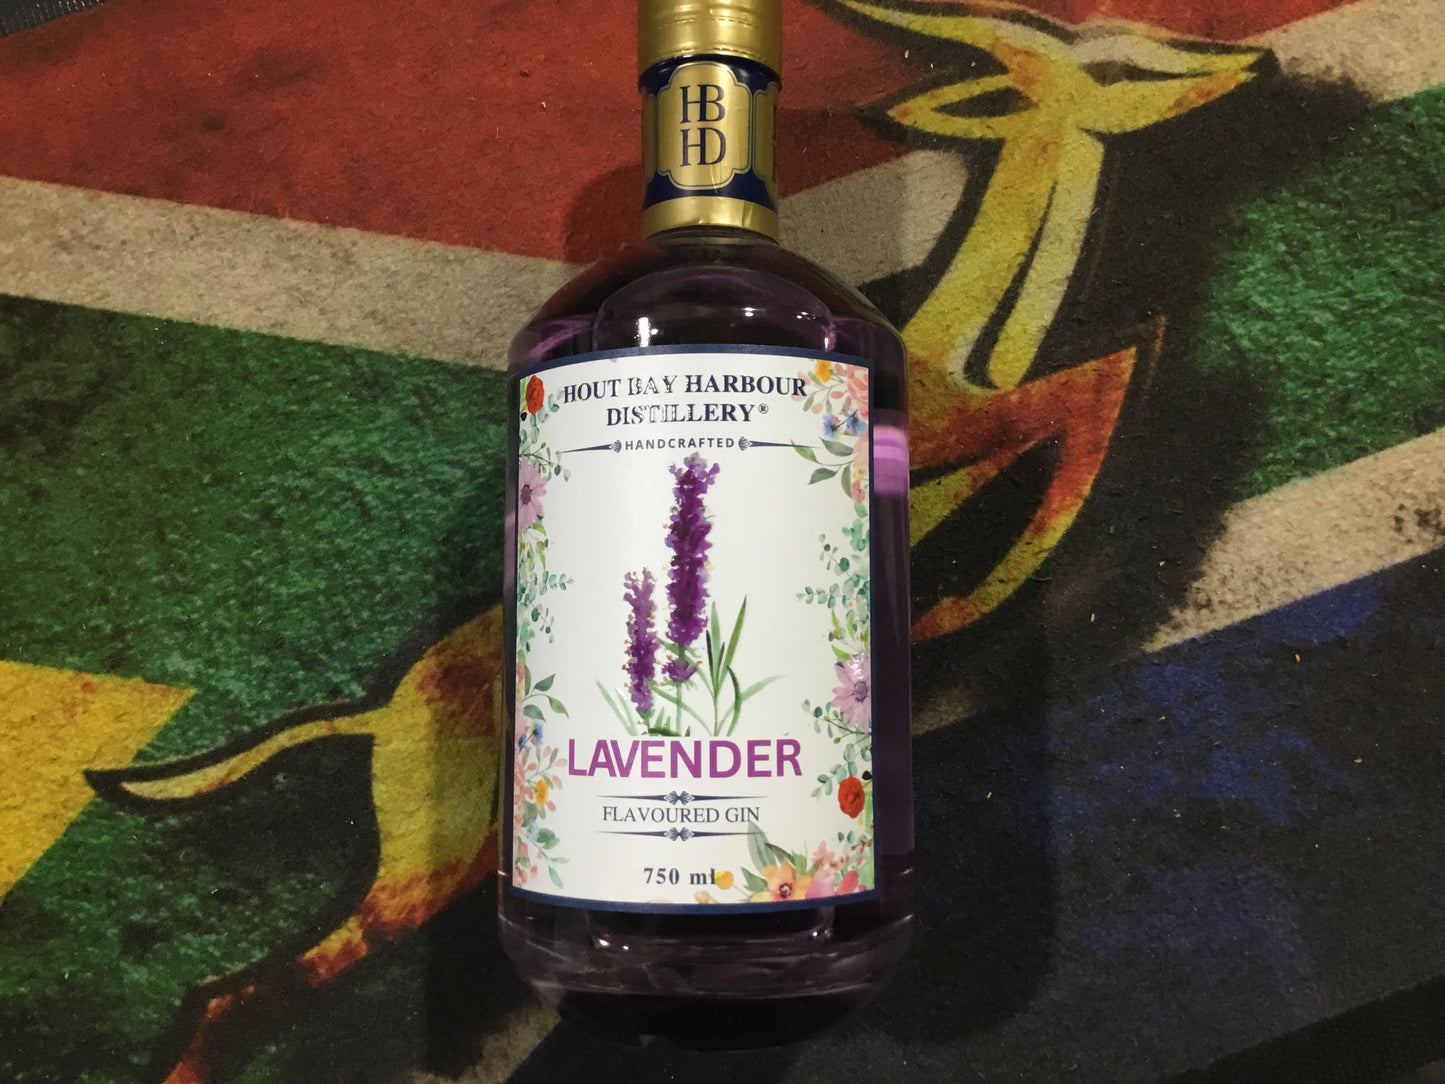 HB
HD
HOUT BAY HARBOUR
DISTILLERY®
HANDCRAFTED
LAVENDER
FLAVOURED GIN
750 ml